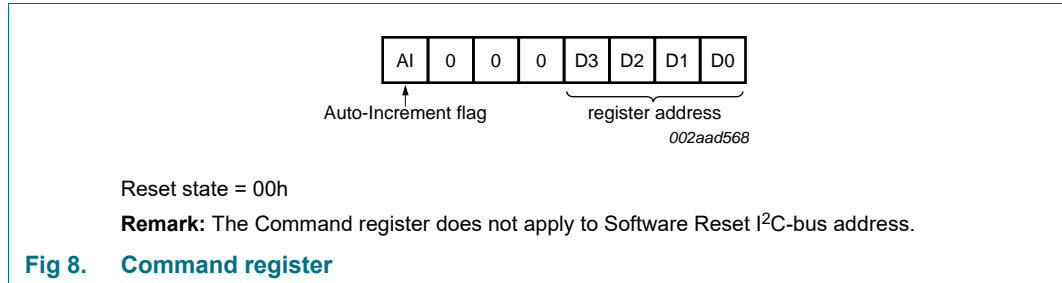 AI 0 0 0 D3 D2 D1 D0
Auto-Increment flag register address
002aad568
Reset state = 00h
Remark: The Command register does not apply to Software Reset I²C-bus address.
Fig 8. Command register